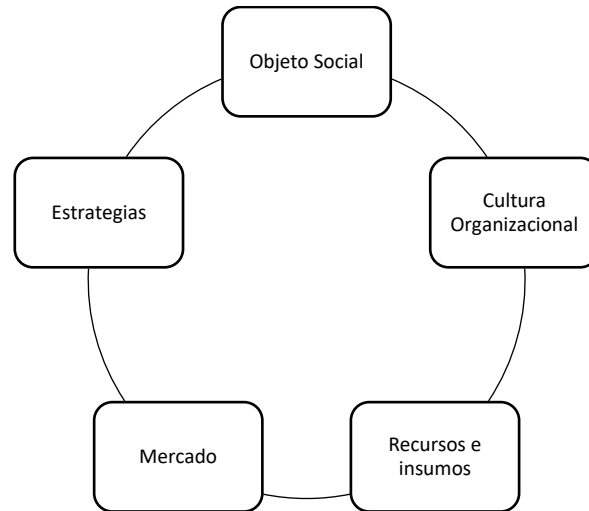 Objeto Social
Cultura
Organizacional
Recursos e
insumos
Mercado
Estrategias